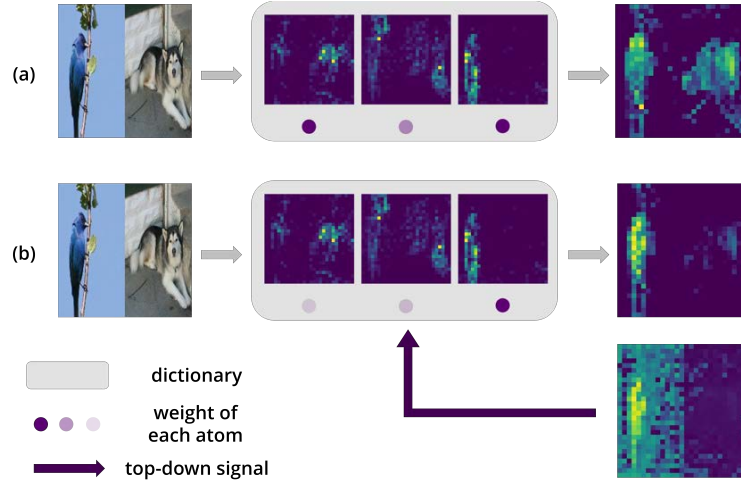 (a)
(b)
dictionary
weight of
each atom
top-down signal